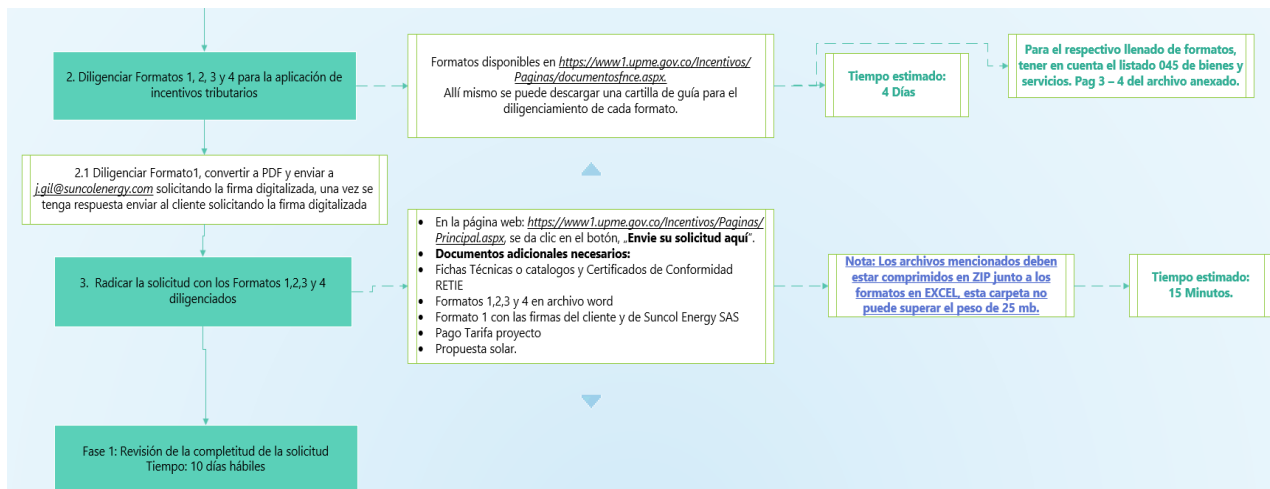 2. Diligenciar Formatos 1, 2, 3 y 4 para la aplicación de
incentivos tributarios
Formatos disponibles en https://www1.upme.gov.co/Incentivos/
Paginas/documentosfnce.aspx.
Allí mismo se puede descargar una cartilla de guía para el
diligenciamiento de cada formato.
Tiempo estimado:
4 Días
Para el respectivo llenado de formatos,
tener en cuenta el listado 045 de bienes y
servicios. Pag 3 – 4 del archivo anexado.
2.1 Diligenciar Formato1, convertir a PDF y enviar a
j.gil@suncolenergy.com solicitando la firma digitalizada, una vez se
tenga respuesta enviar al cliente solicitando la firma digitalizada
3. Radicar la solicitud con los Formatos 1,2,3 y 4
diligenciados
• En la página web: https://www1.upme.gov.co/Incentivos/Paginas/
Principal.aspx, se da clic en el botón, „Envie su solicitud aquí“.
• Documentos adicionales necesarios:
• Fichas Técnicas o catalogos y Certificados de Conformidad
RETIE
• Formatos 1,2,3 y 4 en archivo word
• Formato 1 con las firmas del cliente y de Suncol Energy SAS
• Pago Tarifa proyecto
• Propuesta solar.
Nota: Los archivos mencionados deben
estar comprimidos en ZIP junto a los
formatos en EXCEL, esta carpeta no
puede superar el peso de 25 mb.
Tiempo estimado:
15 Minutos.
Fase 1: Revisión de la completitud de la solicitud
Tiempo: 10 días hábiles